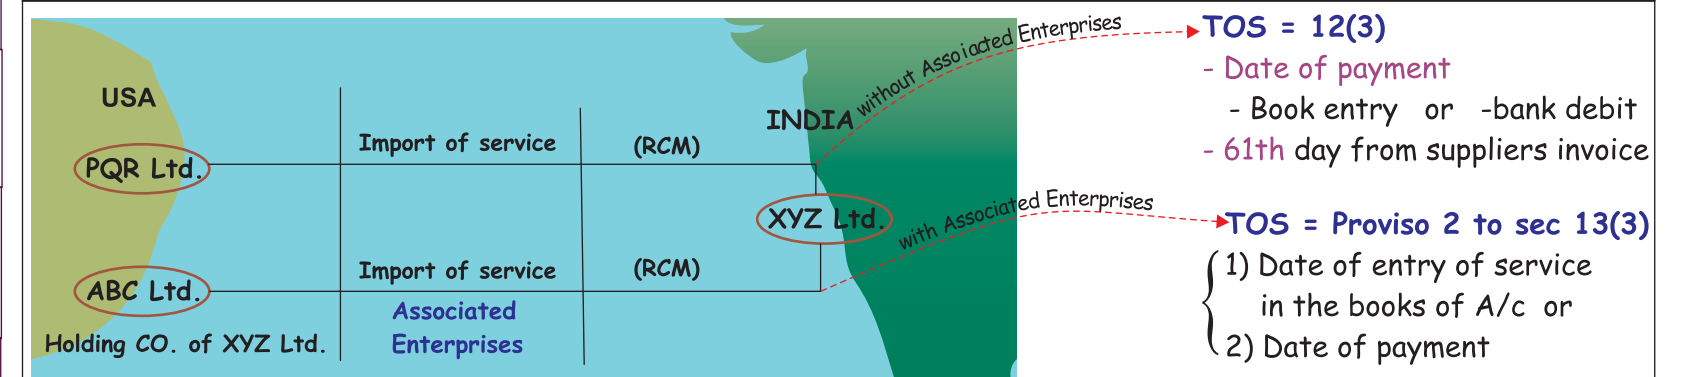 USA
PQR Ltd.
Import of service
(RCM)
INDIA
XYZ Ltd.
ABC Ltd.
Import of service
(RCM)
Associated
Enterprises
Holding CO. of XYZ Ltd.
without Assoiacted Enterprises
with Associated Enterprises
TOS = 12(3)
- Date of payment
- Book entry or -bank debit
- 61th day from suppliers invoice
TOS = Proviso 2 to sec 13(3)
1) Date of entry of service
in the books of A/c or
2) Date of payment